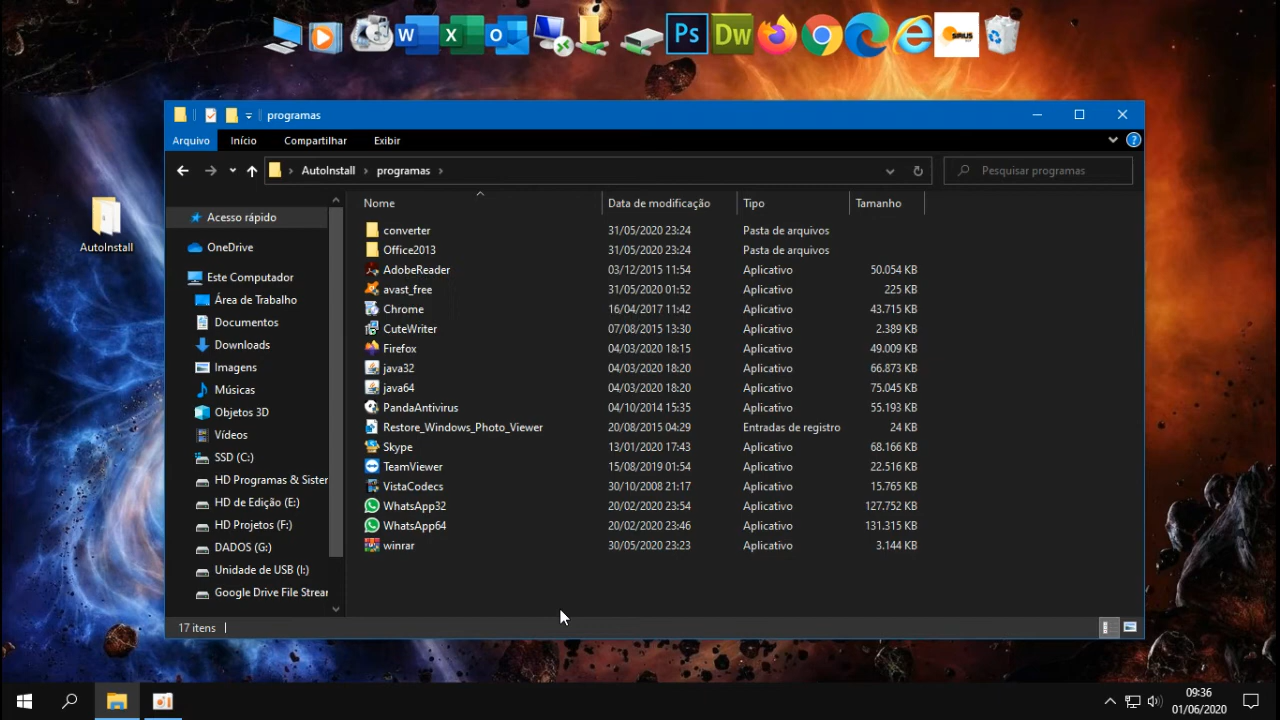 W X O Ps Dw SIRIUS
programas
Arquivo Início Compartilhar Exibir
AutoInstall programas Pesquisar programas
Nome Data de modificação Tipo Tamanho
Acesso rápido
OneDrive
Este Computador
Área de Trabalho
Documentos
Downloads
Imagens
Músicas
Objetos 3D
Vídeos
SSD (C:)
HD Programas & Sister
HD de Edição (E:)
HD Projetos (F:)
DADOS (G:)
Unidade de USB (I:)
Google Drive File Strear
converter 31/05/2020 23:24 Pasta de arquivos
Office2013 31/05/2020 23:24 Pasta de arquivos
AdobeReader 03/12/2015 11:54 Aplicativo 50.054 KB
avast_free 31/05/2020 01:52 Aplicativo 225 KB
Chrome 16/04/2017 11:42 Aplicativo 43.715 KB
CuteWriter 07/08/2015 13:30 Aplicativo 2.389 KB
Firefox 04/03/2020 18:15 Aplicativo 49.009 KB
java32 04/03/2020 18:20 Aplicativo 66.873 KB
java64 04/03/2020 18:20 Aplicativo 75.045 KB
PandaAntivirus 04/10/2014 15:35 Aplicativo 55.193 KB
Restore_Windows_Photo_Viewer 20/08/2015 04:29 Entradas de registro 24 KB
Skype 13/01/2020 17:43 Aplicativo 68.166 KB
TeamViewer 15/08/2019 01:54 Aplicativo 22.516 KB
VistaCodecs 30/10/2008 21:17 Aplicativo 15.765 KB
WhatsApp32 20/02/2020 23:54 Aplicativo 127.752 KB
WhatsApp64 20/02/2020 23:46 Aplicativo 131.315 KB
winrar 30/05/2020 23:23 Aplicativo 3.144 KB
17 itens
AutoInstall
09:36
01/06/2020